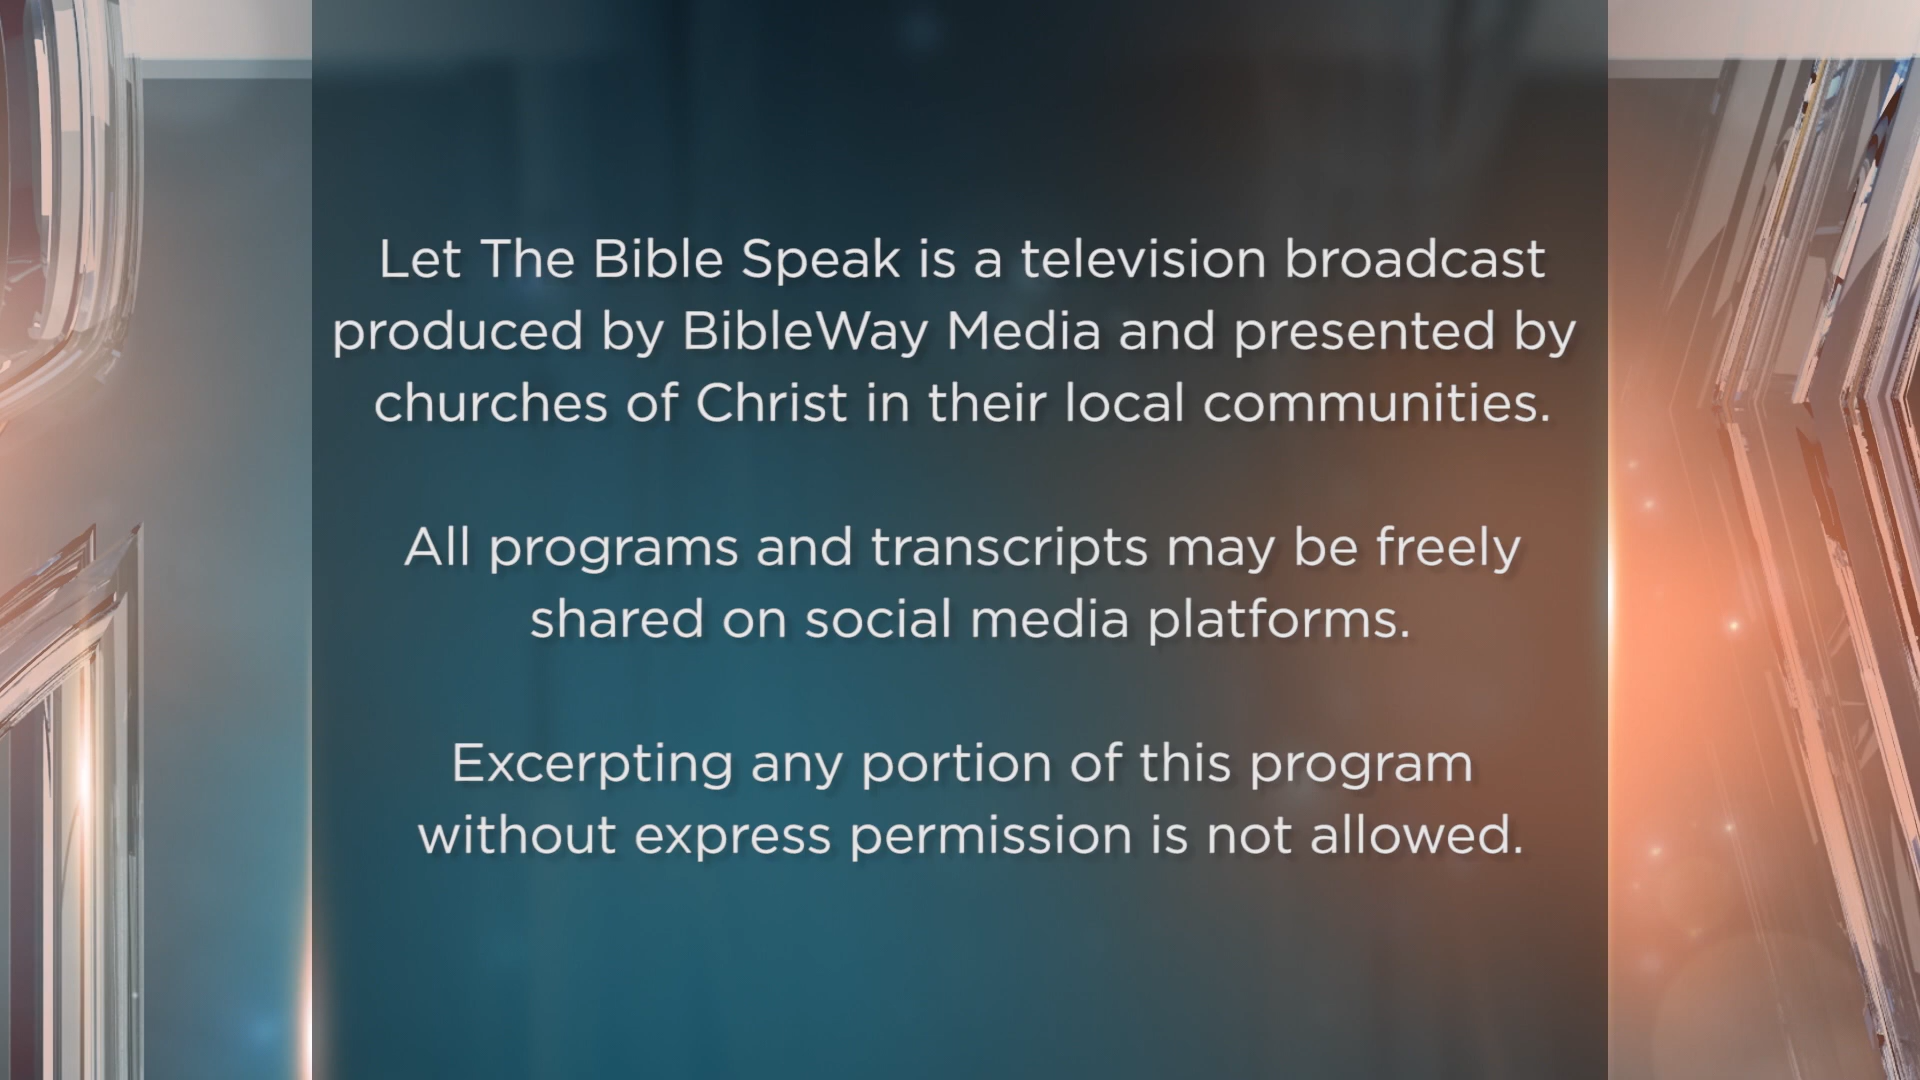 Let The Bible Speak is a television broadcast
produced by BibleWay Media and presented by
churches of Christ in their local communities.
All programs and transcripts may be freely
shared on social media platforms.
Excerpting any portion of this program
without express permission is not allowed.